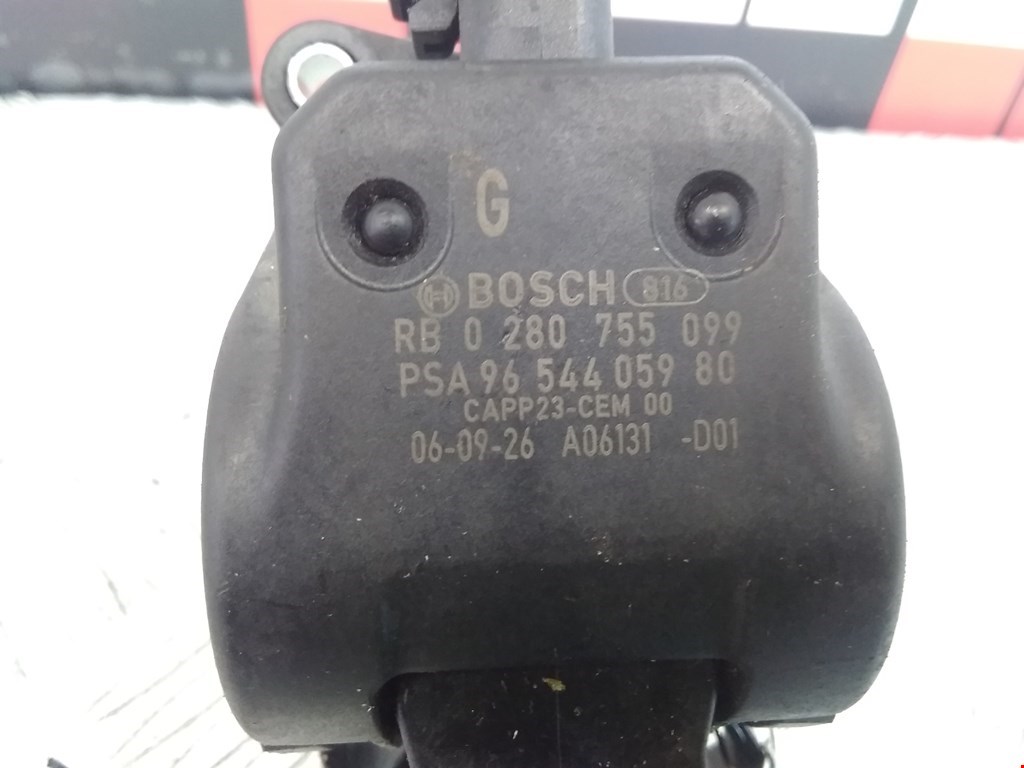 G
BOSCH 816
RB 0 280 755 099
PSA 96 544 059 80
CAPP23-CEM 00
06-09-26 A06131 -D01